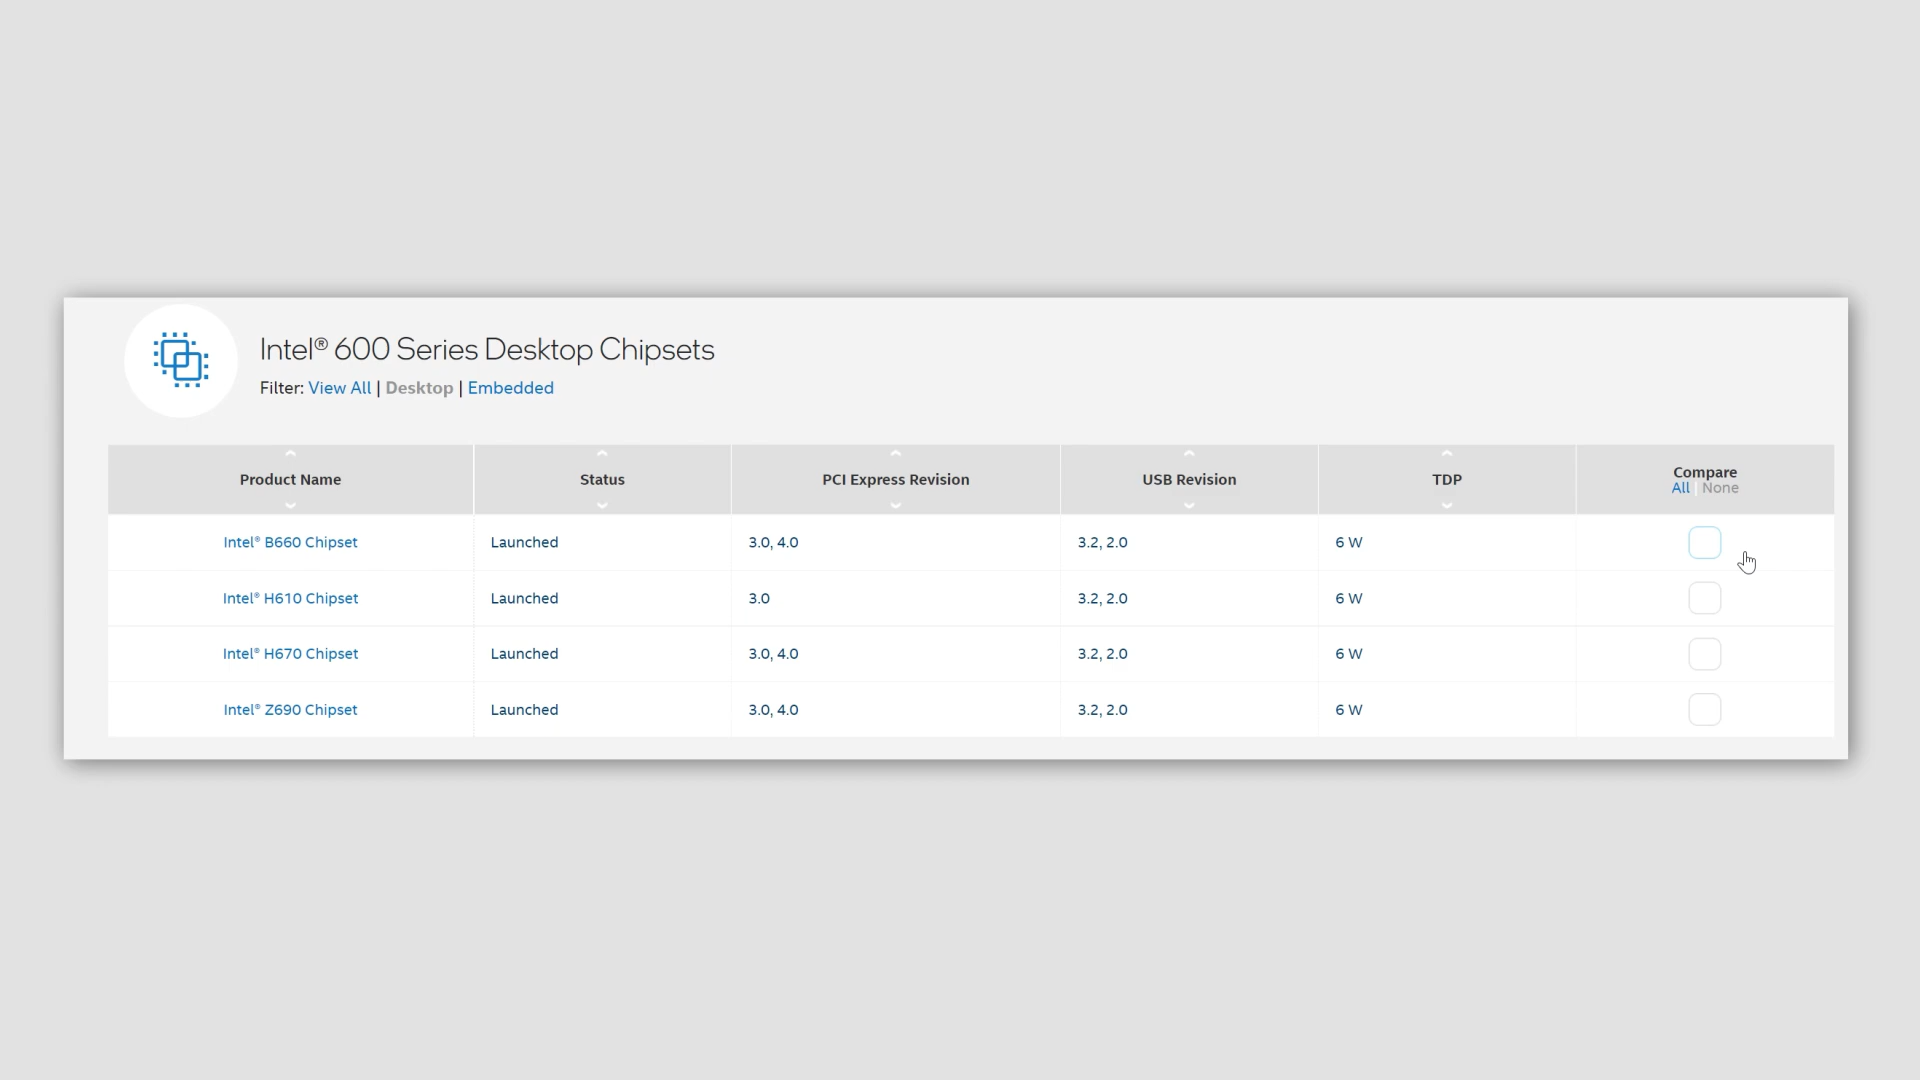 Intel® 600 Series Desktop Chipsets
Filter: View All | Desktop | Embedded
Product Name Status PCI Express Revision USB Revision TDP Compare
All | None
Intel® B660 Chipset Launched 3.0, 4.0 3.2, 2.0 6 W
Intel® H610 Chipset Launched 3.0 3.2, 2.0 6 W
Intel® H670 Chipset Launched 3.0, 4.0 3.2, 2.0 6 W
Intel® Z690 Chipset Launched 3.0, 4.0 3.2, 2.0 6 W